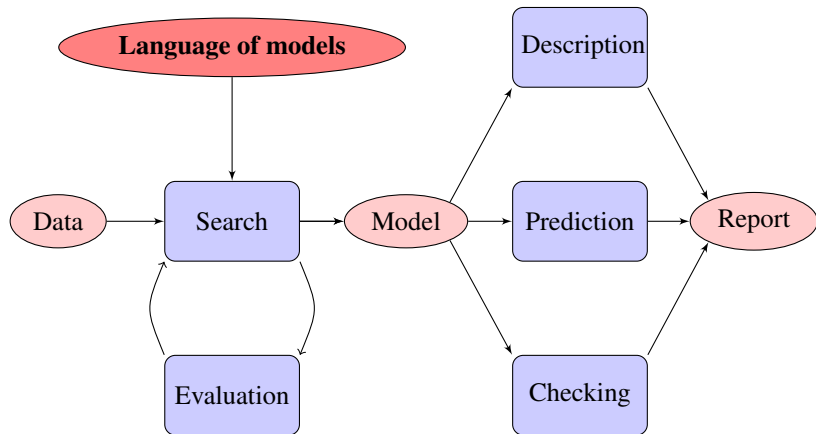 Language of models
Description
Data
Search
Model
Prediction
Report
Evaluation
Checking